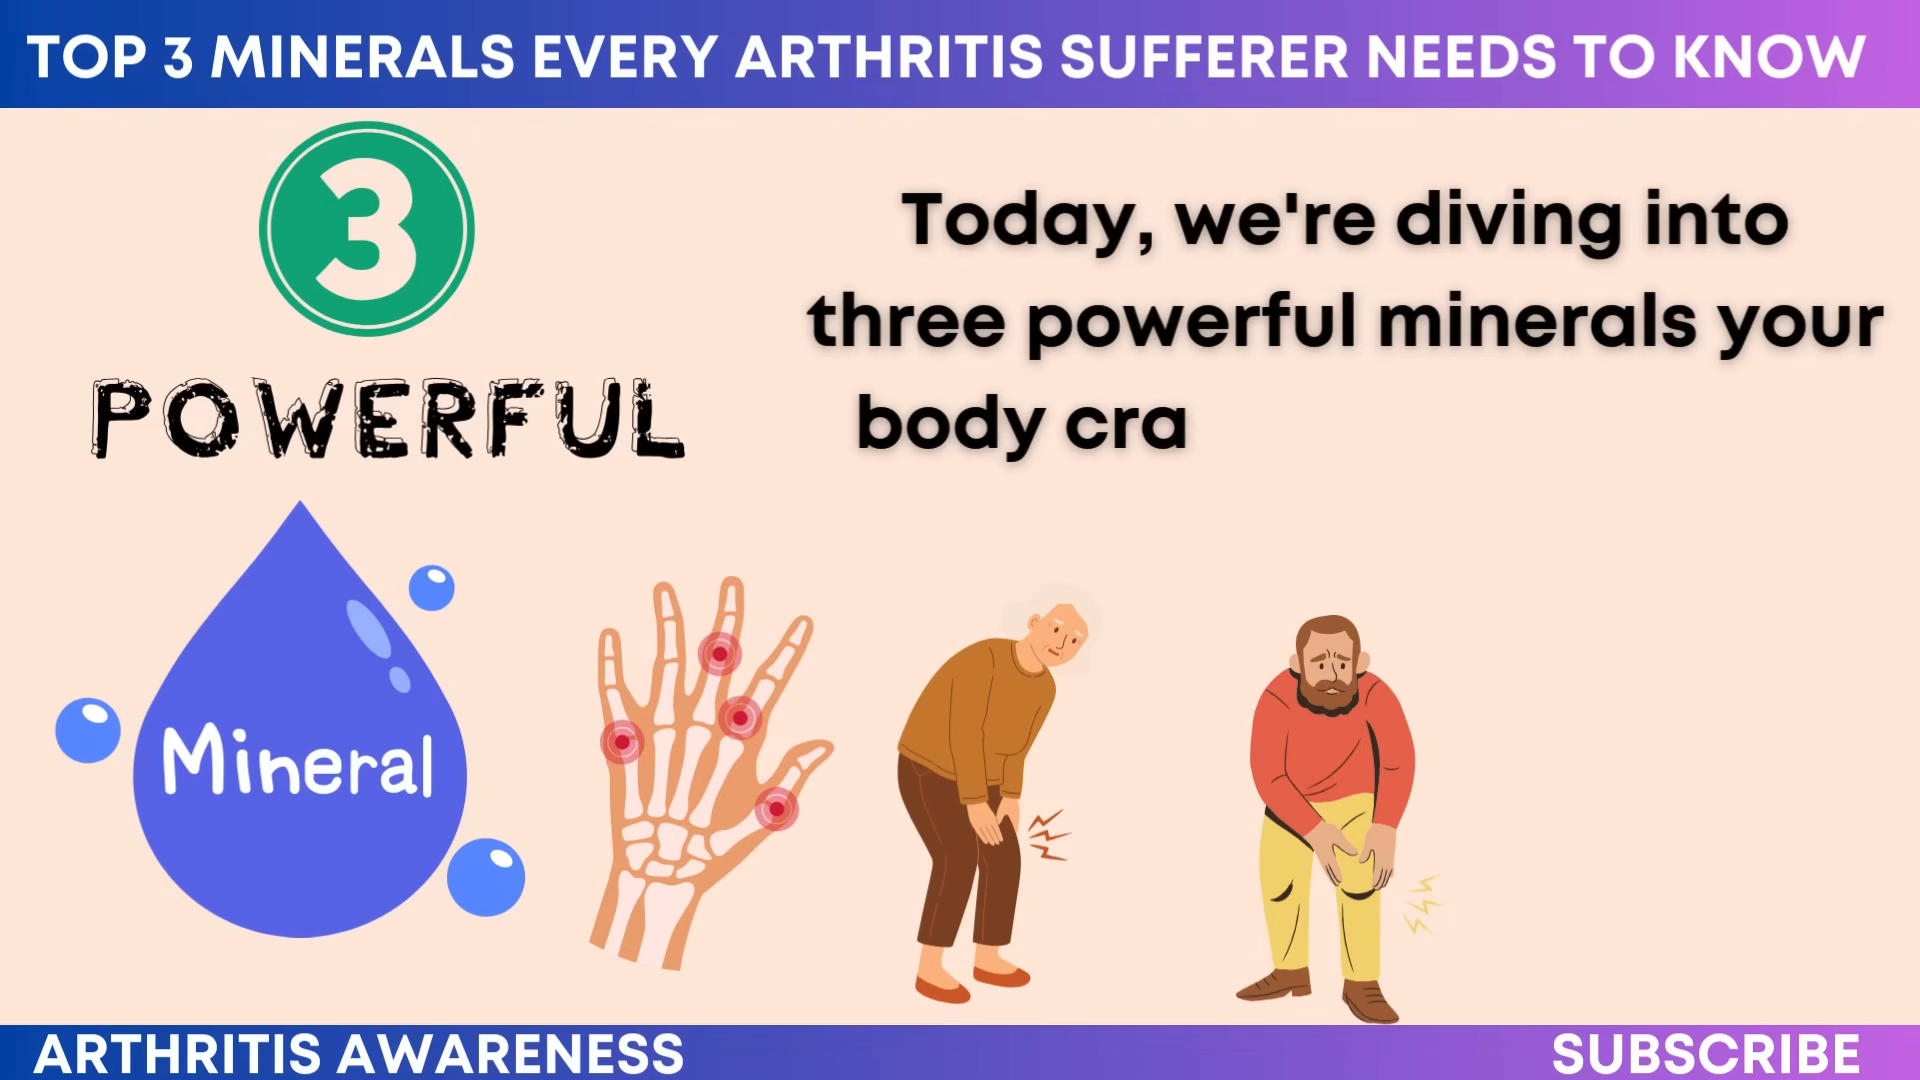 TOP 3 MINERALS EVERY ARTHRITIS SUFFERER NEEDS TO KNOW
3
POWERFUL
Mineral
Today, we're diving into
three powerful minerals your
body cra
ARTHRITIS AWARENESS
SUBSCRIBE